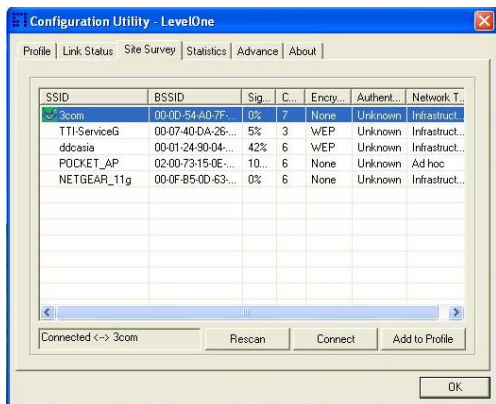 Configuration Utility - LevelOne
Profile Link Status Site Survey Statistics Advance About
SSID BSSID Sig... C... Encry... Authent... Network T...
3com 00-0D-54-A0-7F-... 0% 7 None Unknown Infrastruct...
TTI-ServiceG 00-07-40-DA-26-... 5% 3 WEP Unknown Infrastruct...
ddcasia 00-01-24-90-04-... 42% 6 WEP Unknown Infrastruct...
POCKET_AP 02-00-73-15-0E-... 10... 6 None Unknown Ad hoc
NETGEAR_11g 00-0F-B5-0D-63-... 0% 6 None Unknown Infrastruct...
Connected <--> 3com Rescan Connect Add to Profile
OK